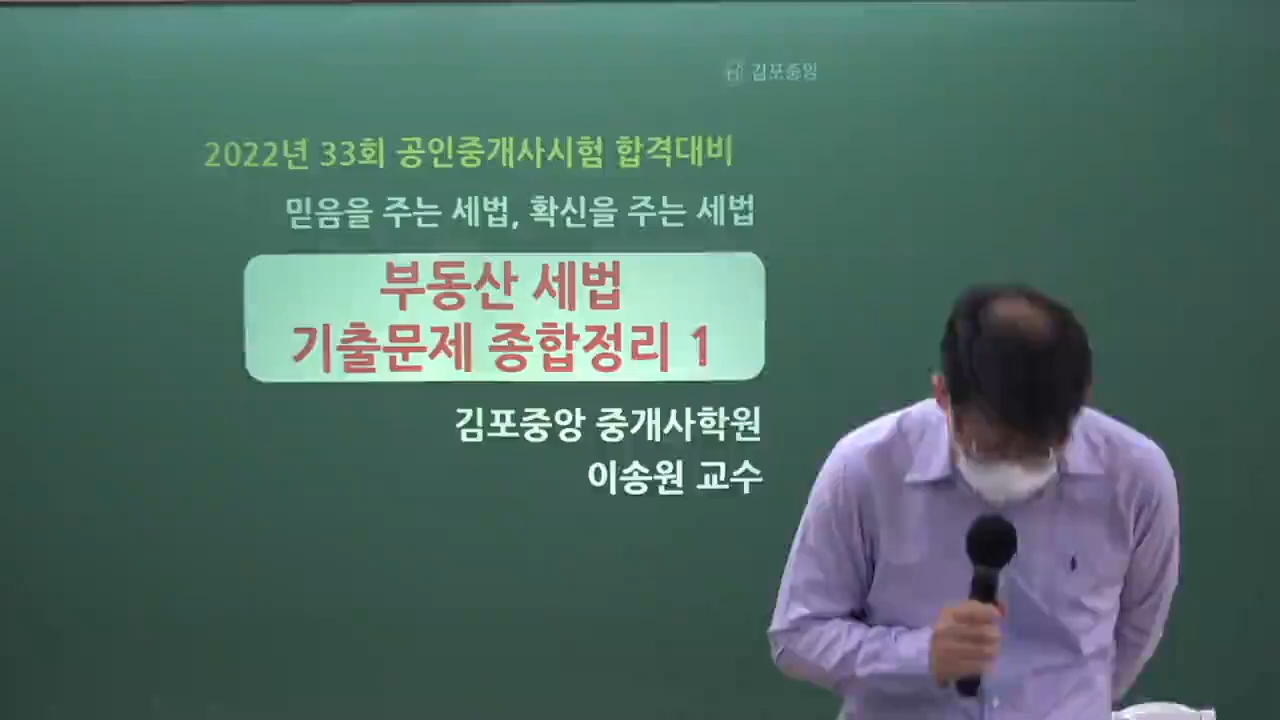 김포중앙
2022년 33회 공인중개사시험 합격대비
믿음을 주는 세법, 확신을 주는 세법
부동산 세법
기출문제 종합정리 1
김포중앙 중개사학원
이송원 교수